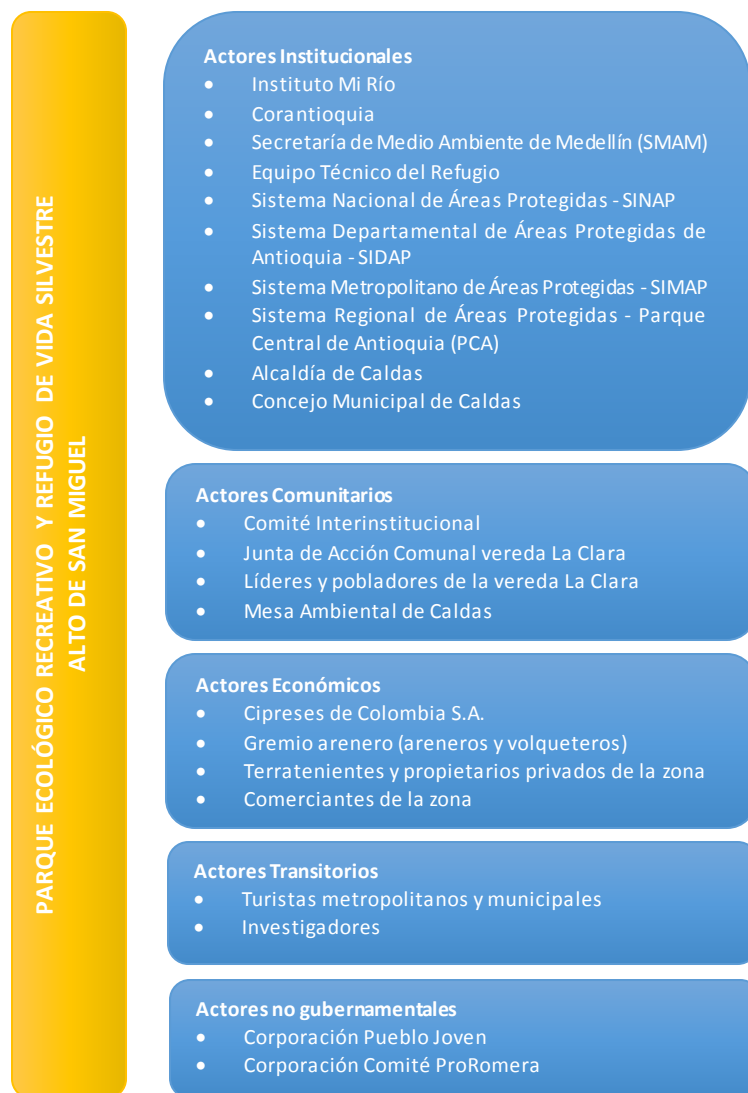 PARQUE ECOLÓGICO RECREATIVO Y REFUGIO DE VIDA SILVESTRE
ALTO DE SAN MIGUEL
Actores Institucionales
• Instituto Mi Río
• Corantioquia
• Secretaría de Medio Ambiente de Medellín (SMAM)
• Equipo Técnico del Refugio
• Sistema Nacional de Áreas Protegidas - SINAP
• Sistema Departamental de Áreas Protegidas de
Antioquia - SIDAP
• Sistema Metropolitano de Áreas Protegidas - SIMAP
• Sistema Regional de Áreas Protegidas - Parque
Central de Antioquia (PCA)
• Alcaldía de Caldas
• Concejo Municipal de Caldas
Actores Comunitarios
• Comité Interinstitucional
• Junta de Acción Comunal vereda La Clara
• Líderes y pobladores de la vereda La Clara
• Mesa Ambiental de Caldas
Actores Económicos
• Cipreses de Colombia S.A.
• Gremio arenero (areneros y volqueteros)
• Terratenientes y propietarios privados de la zona
• Comerciantes de la zona
Actores Transitorios
• Turistas metropolitanos y municipales
• Investigadores
Actores no gubernamentales
• Corporación Pueblo Joven
• Corporación Comité ProRomera